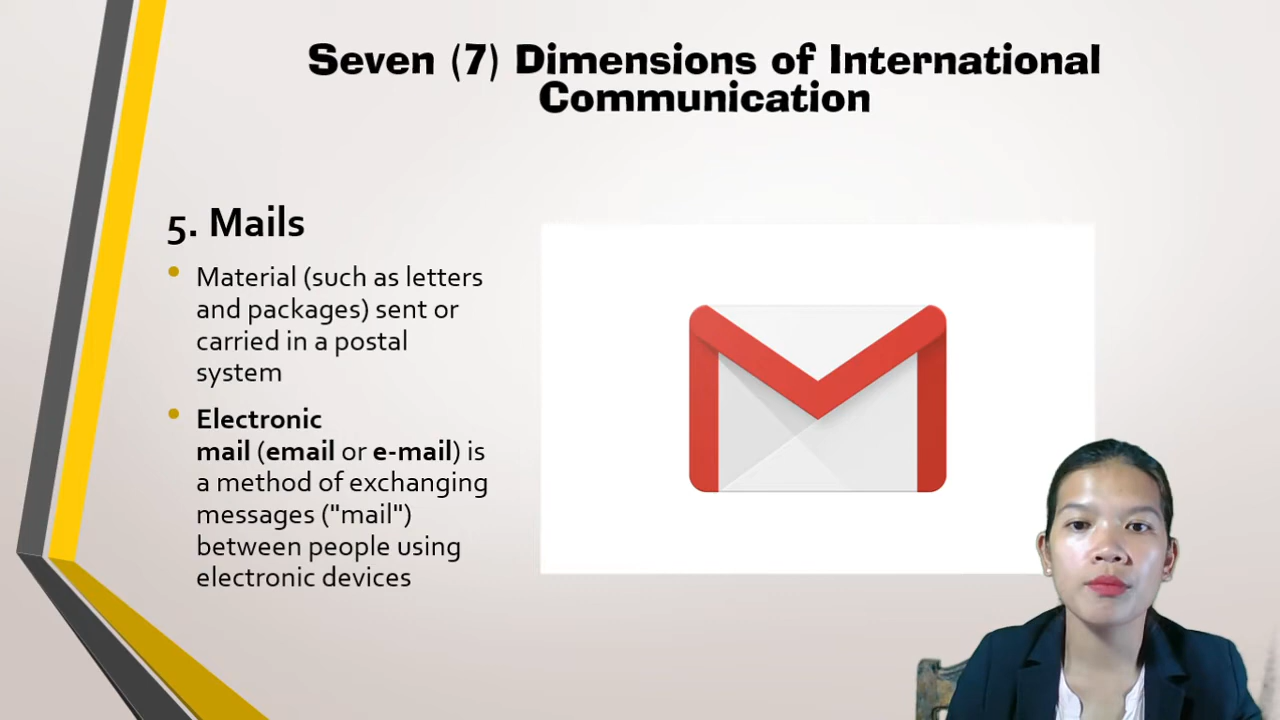 Seven (7) Dimensions of International
Communication
5. Mails
Material (such as letters
and packages) sent or
carried in a postal
system
Electronic
mail (email or e-mail) is
a method of exchanging
messages ("mail")
between people using
electronic devices